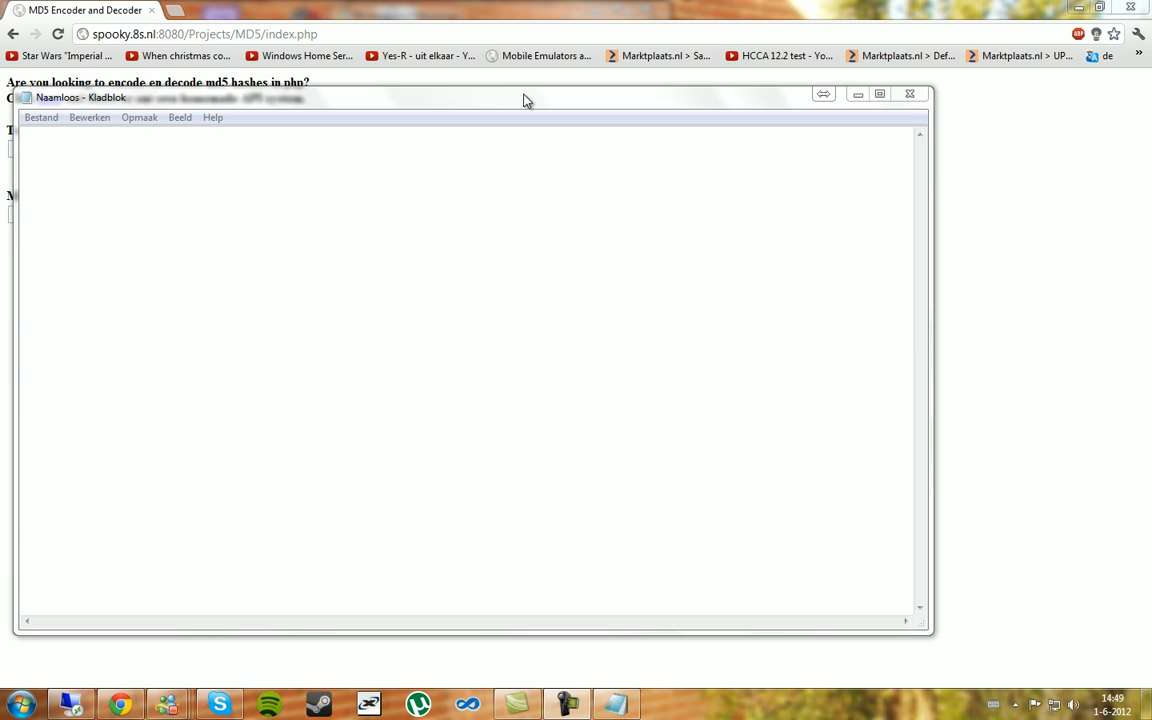 MD5 Encoder and Decoder
spooky.8s.nl:8080/Projects/MD5/index.php
ABP
Star Wars "Imperial ... When christmas co... Windows Home Ser... Yes-R - uit elkaar - Y... Mobile Emulators a... Marktplaats.nl > Sa... HCCA 12.2 test - Yo... Marktplaats.nl > Def... Marktplaats.nl > UP... de »
Are you looking to encode en decode md5 hashes in php?
Naamloos - Kladblok
Bestand Bewerken Opmaak Beeld Help
14:49
1-6-2012